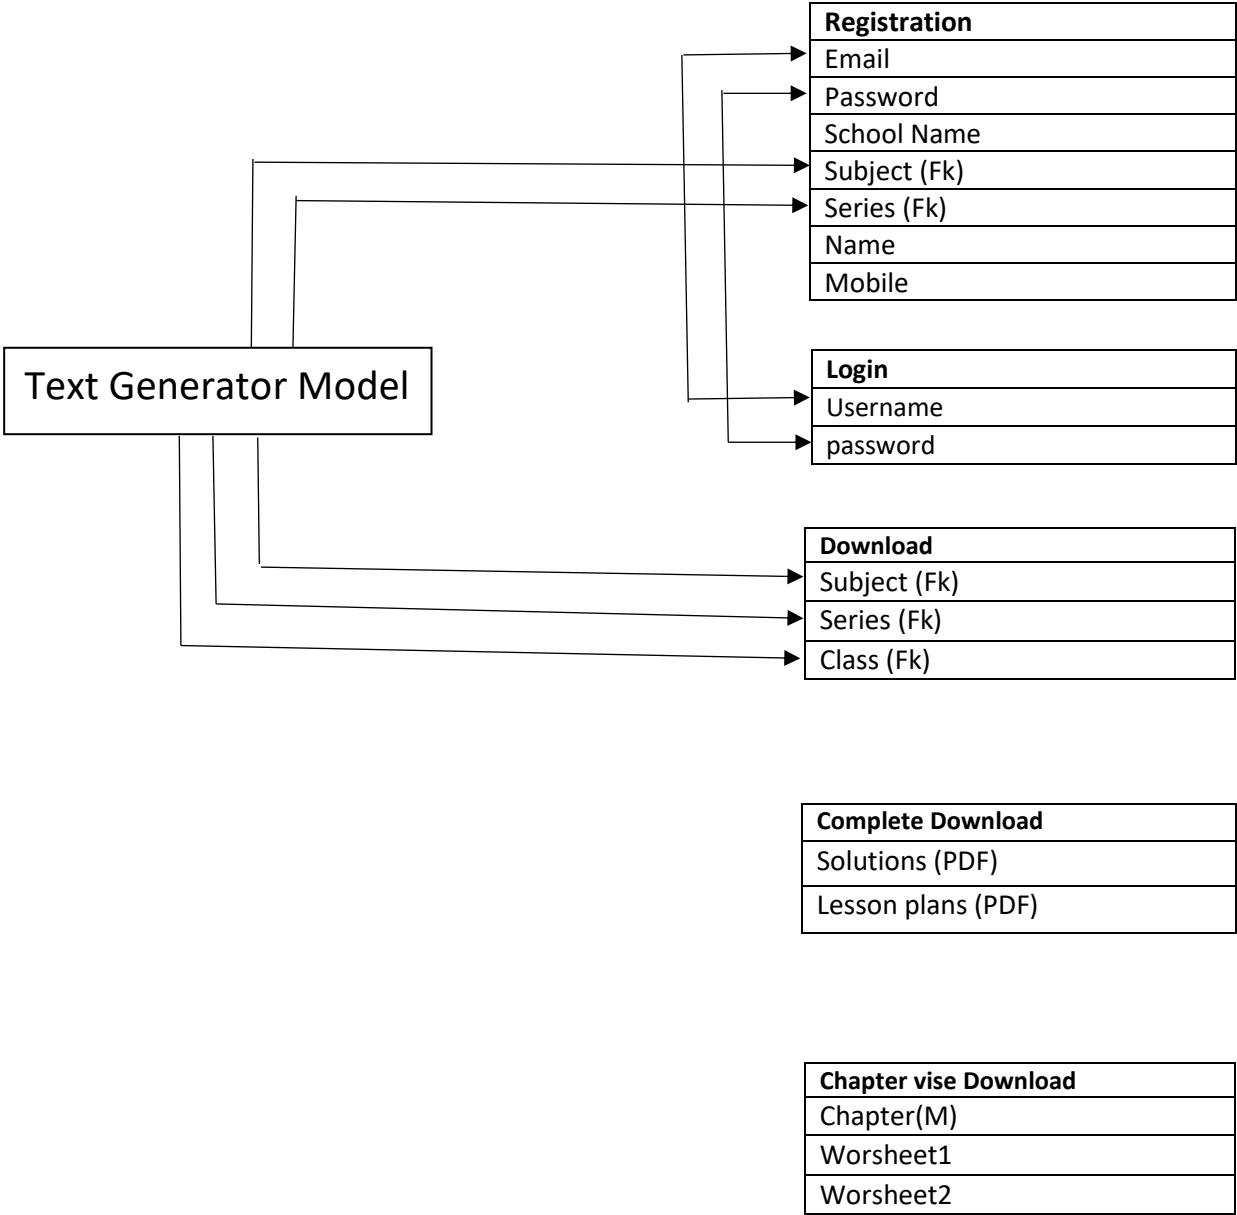 Registration
Email
Password
School Name
Subject (Fk)
Series (Fk)
Name
Mobile
Text Generator Model
Login
Username
password
Download
Subject (Fk)
Series (Fk)
Class (Fk)
Complete Download
Solutions (PDF)
Lesson plans (PDF)
Chapter vise Download
Chapter(M)
Worsheet1
Worsheet2